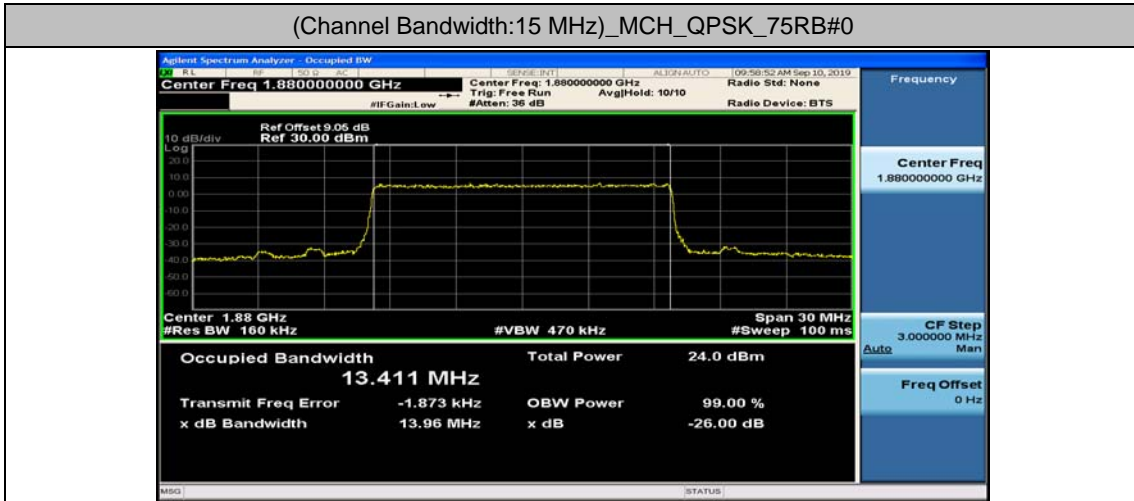 (Channel Bandwidth:15 MHz)_MCH_QPSK_75RB#0
Agilent Spectrum Analyzer - Occupied BW
RL RF 50 Ω AC SENSE:INT ALIGN AUTO 09:58:52 AM Sep 10, 2019
Center Freq 1.880000000 GHz
Center Freq: 1.880000000 GHz
Radio Std: None
Trig: Free Run Avg|Hold: 10/10
#IFGain:Low #Atten: 36 dB Radio Device: BTS
Frequency
Ref Offset 9.05 dB
10 dB/div Ref 30.00 dBm
Log
20.0
10.0
0.00
-10.0
-20.0
-30.0
-40.0
-50.0
-60.0
Center Freq
1.880000000 GHz
Center 1.88 GHz Span 30 MHz
#Res BW 160 kHz #VBW 470 kHz #Sweep 100 ms
CF Step
3.000000 MHz
Auto Man
Occupied Bandwidth Total Power 24.0 dBm
13.411 MHz
Freq Offset
0 Hz
Transmit Freq Error -1.873 kHz OBW Power 99.00 %
x dB Bandwidth 13.96 MHz x dB -26.00 dB
MSG STATUS